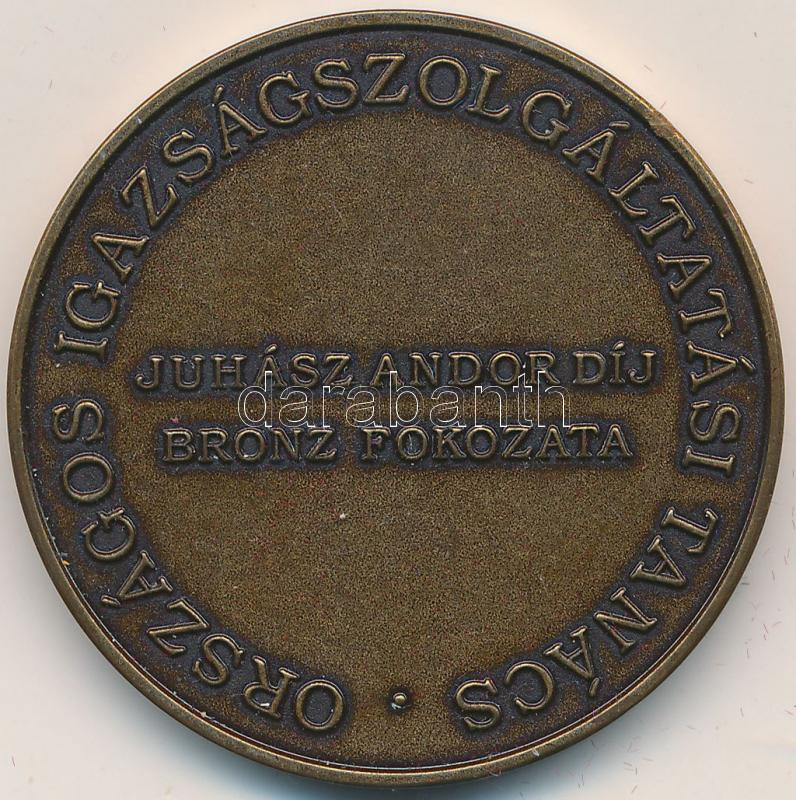 ORSZÁGOS IGAZSÁGSZOLGÁLTATÁSI TANÁCS •
JUHÁSZ ANDOR DÍJ
darabanth
BRONZ FOKOZATA